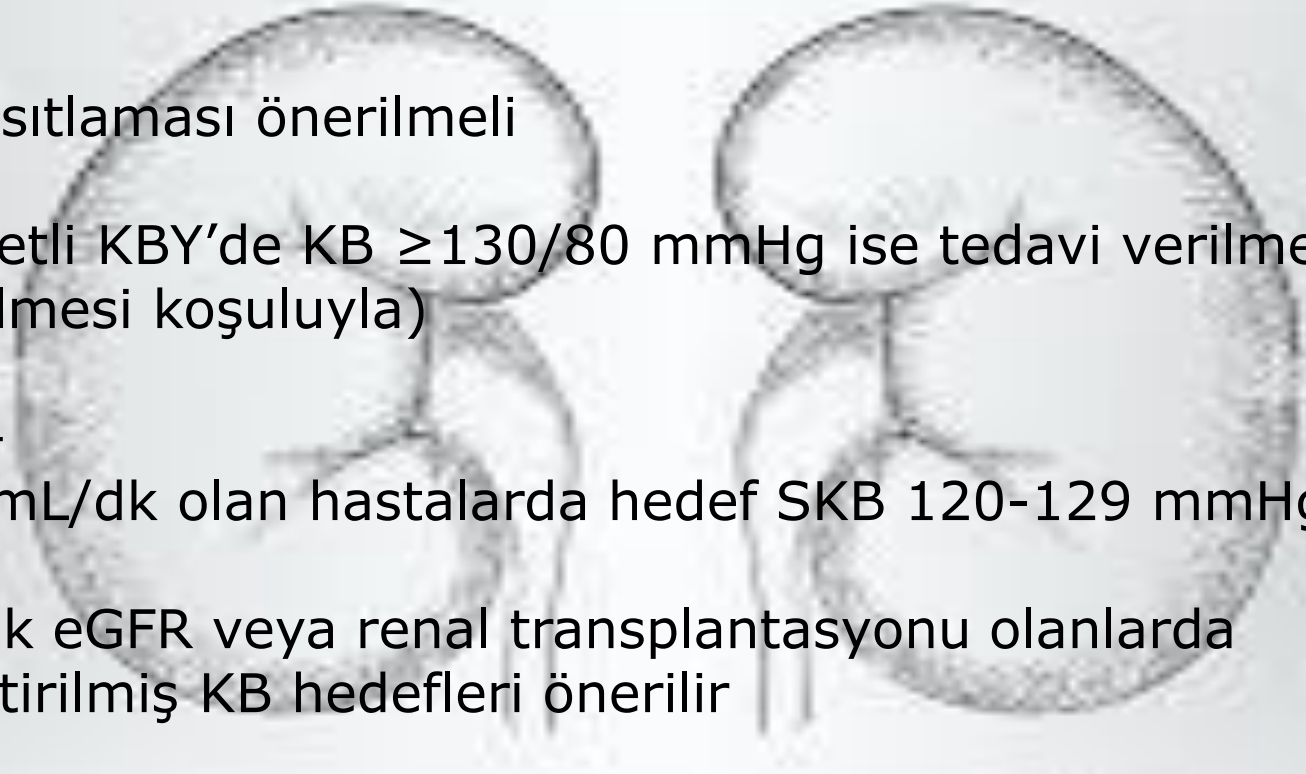 sıtlaması önerilmeli
etli KBY’de KB ≥130/80 mmHg ise tedavi verilme
lmesi koşuluyla)
mL/dk olan hastalarda hedef SKB 120-129 mmHg
k eGFR veya renal transplantasyonu olanlarda
tirilmiş KB hedefleri önerilir